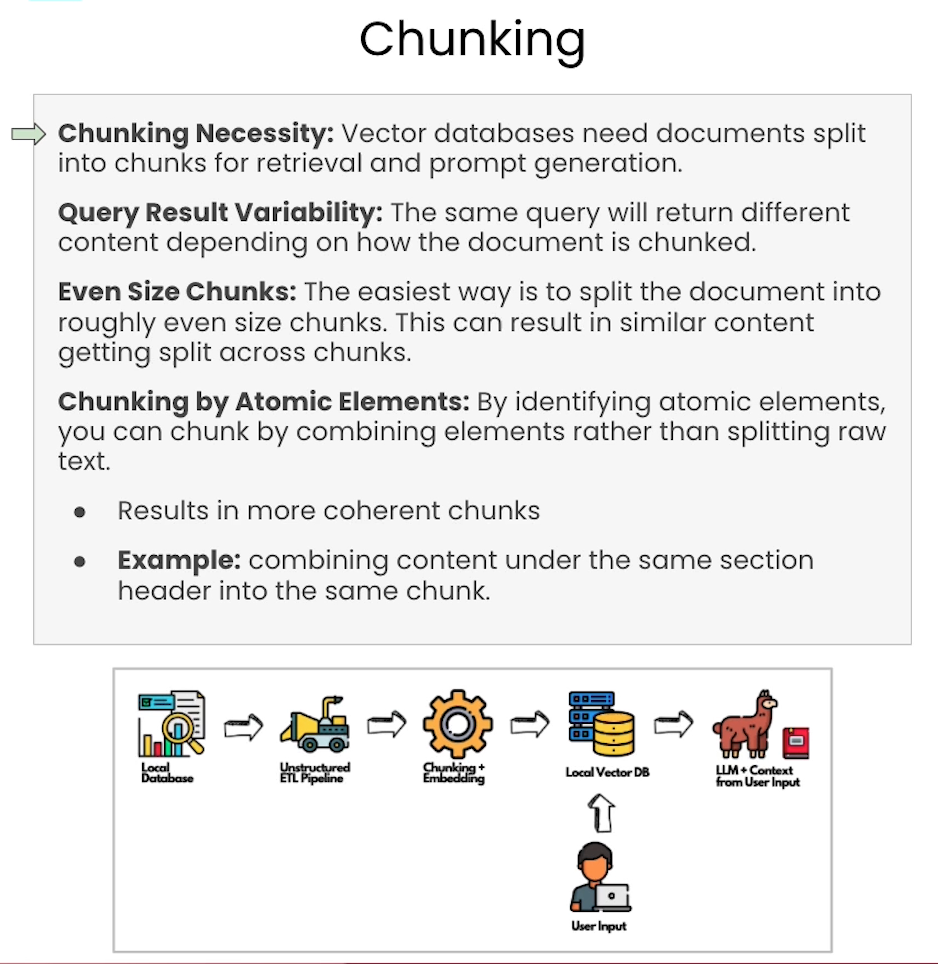 Chunking
Chunking Necessity: Vector databases need documents split
into chunks for retrieval and prompt generation.
Query Result Variability: The same query will return different
content depending on how the document is chunked.
Even Size Chunks: The easiest way is to split the document into
roughly even size chunks. This can result in similar content
getting split across chunks.
Chunking by Atomic Elements: By identifying atomic elements,
you can chunk by combining elements rather than splitting raw
text.
● Results in more coherent chunks
● Example: combining content under the same section
header into the same chunk.
Local
Database
Unstructured
ETL Pipeline
Chunking +
Embedding
Local Vector DB
LLM + Context
from User Input
User Input